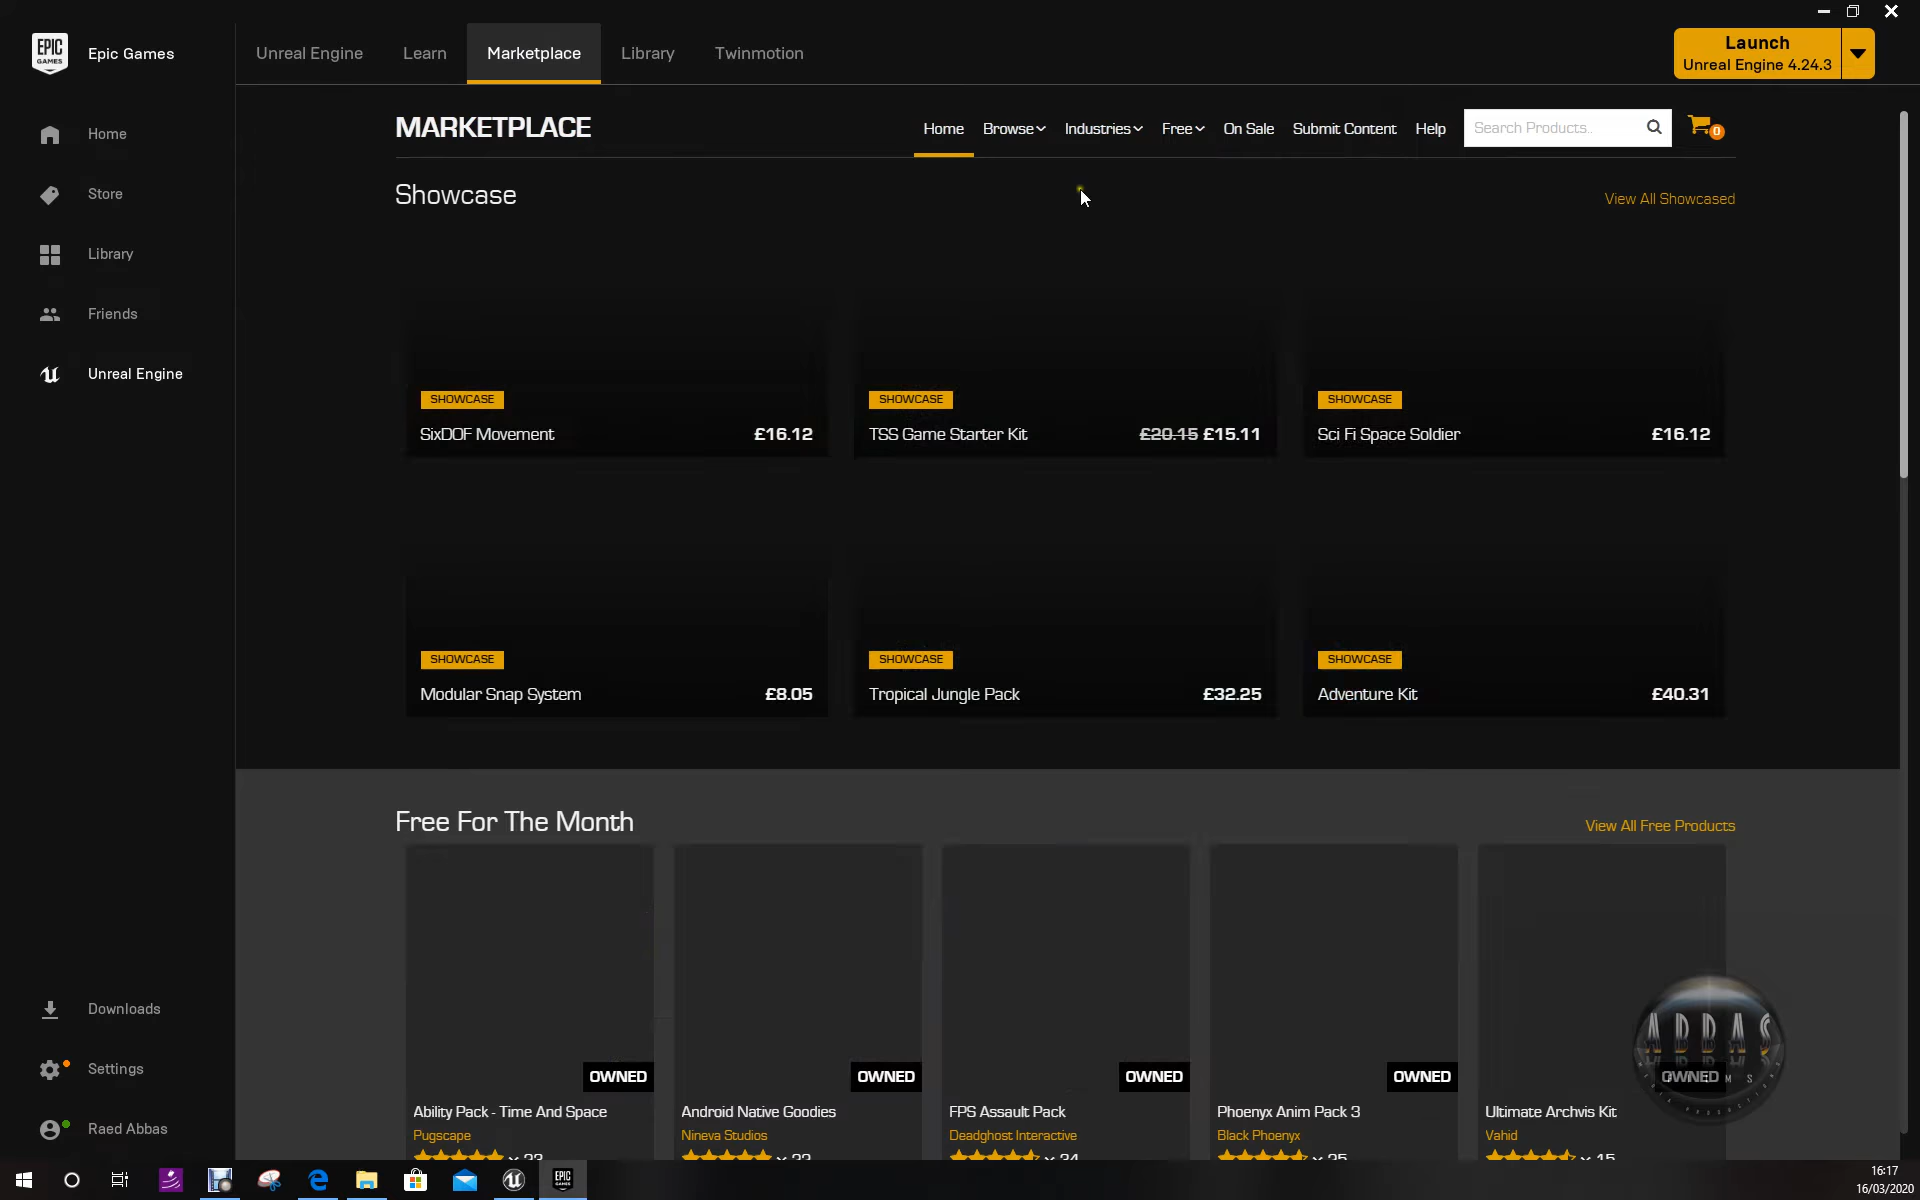 EPIC GAMES
Epic Games
Unreal Engine
Learn
Marketplace
Library
Twinmotion
Launch
Unreal Engine 4.24.3
Home
Store
Library
Friends
Unreal Engine
Downloads
Settings
Raed Abbas
MARKETPLACE
Home
Browse
Industries
Free
On Sale
Submit Content
Help
Search Products..
0
Showcase
View All Showcased
SHOWCASE
SixDOF Movement
£16.12
SHOWCASE
TSS Game Starter Kit
£20.15 £15.11
SHOWCASE
Sci Fi Space Soldier
£16.12
SHOWCASE
Modular Snap System
£8.05
SHOWCASE
Tropical Jungle Pack
£32.25
SHOWCASE
Adventure Kit
£40.31
Free For The Month
View All Free Products
OWNED
Ability Pack - Time And Space
Pugscape
OWNED
Android Native Goodies
Nineva Studios
OWNED
FPS Assault Pack
Deadghost Interactive
OWNED
Phoenyx Anim Pack 3
Black Phoenyx
OWNED
Ultimate Archvis Kit
Vahid
ABBAS
EPIC GAMES
16:17
16/03/2020